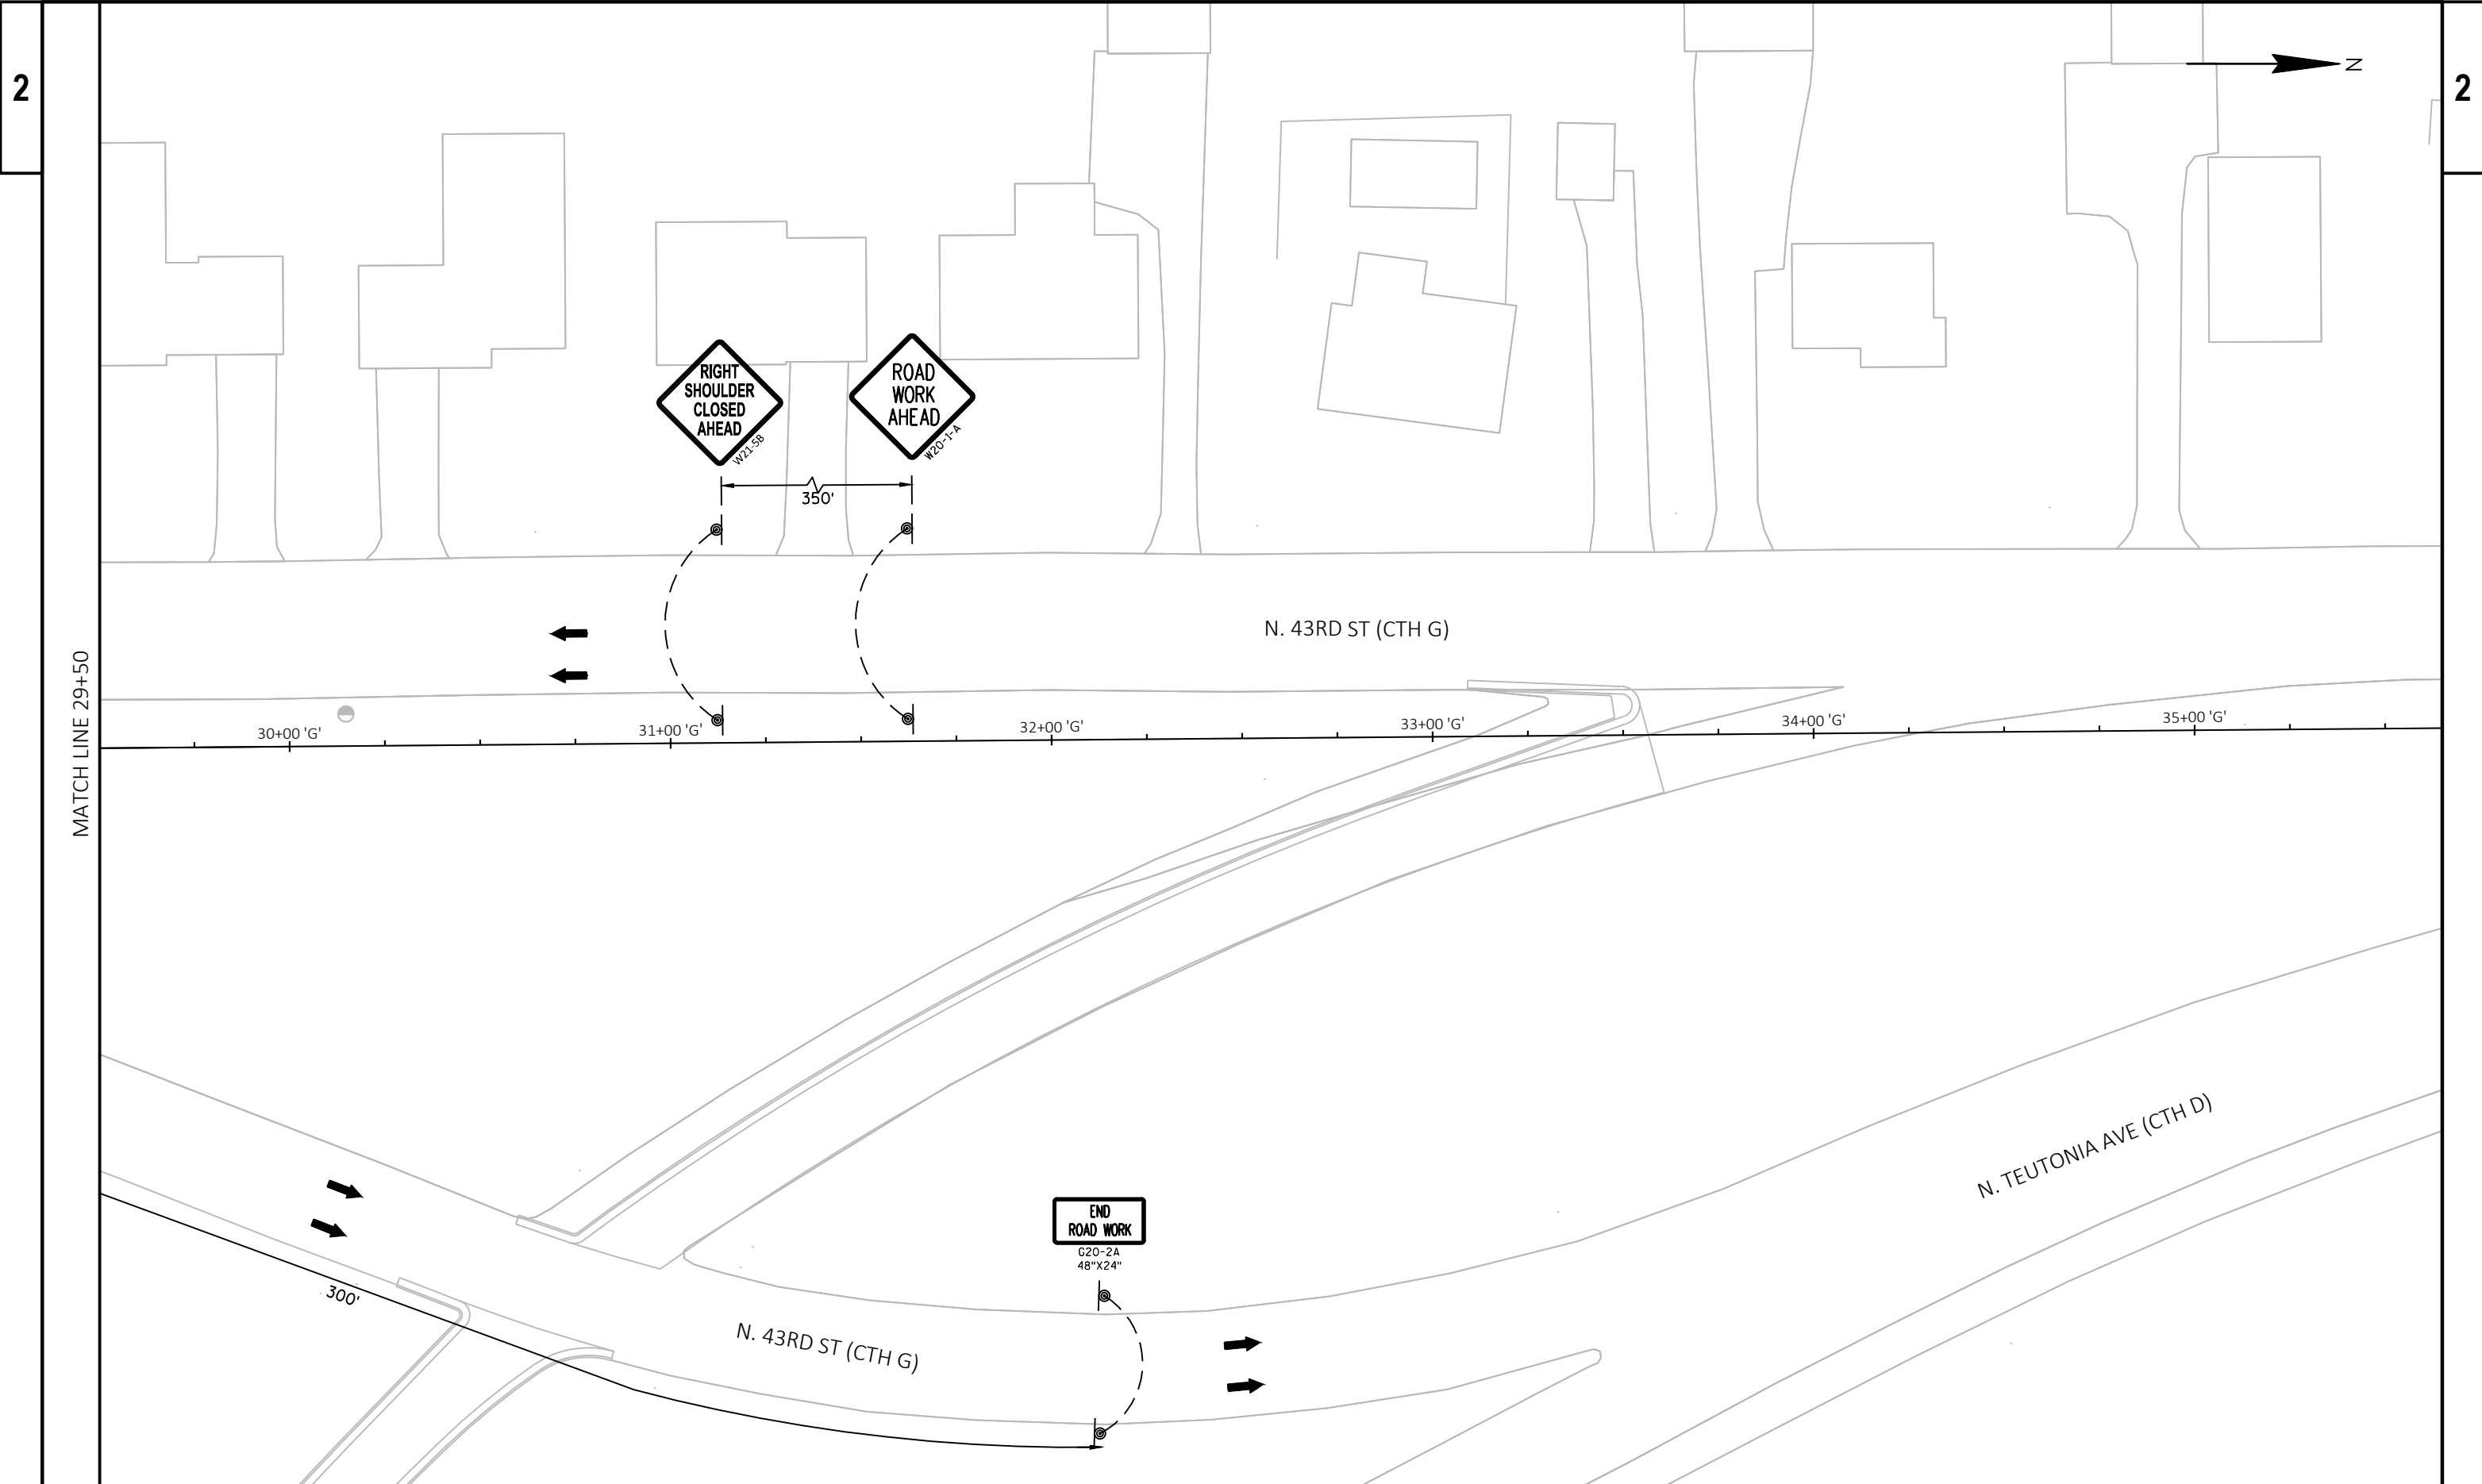 2
2
N
RIGHT
SHOULDER
CLOSED
AHEAD
W21-5B
ROAD
WORK
AHEAD
W20-1-A
350'
N. 43RD ST (CTH G)
MATCH LINE 29+50
30+00 'G'
31+00 'G'
32+00 'G'
33+00 'G'
34+00 'G'
35+00 'G'
N. TEUTONIA AVE (CTH D)
END
ROAD WORK
G20-2A
48"X24"
300'
N. 43RD ST (CTH G)